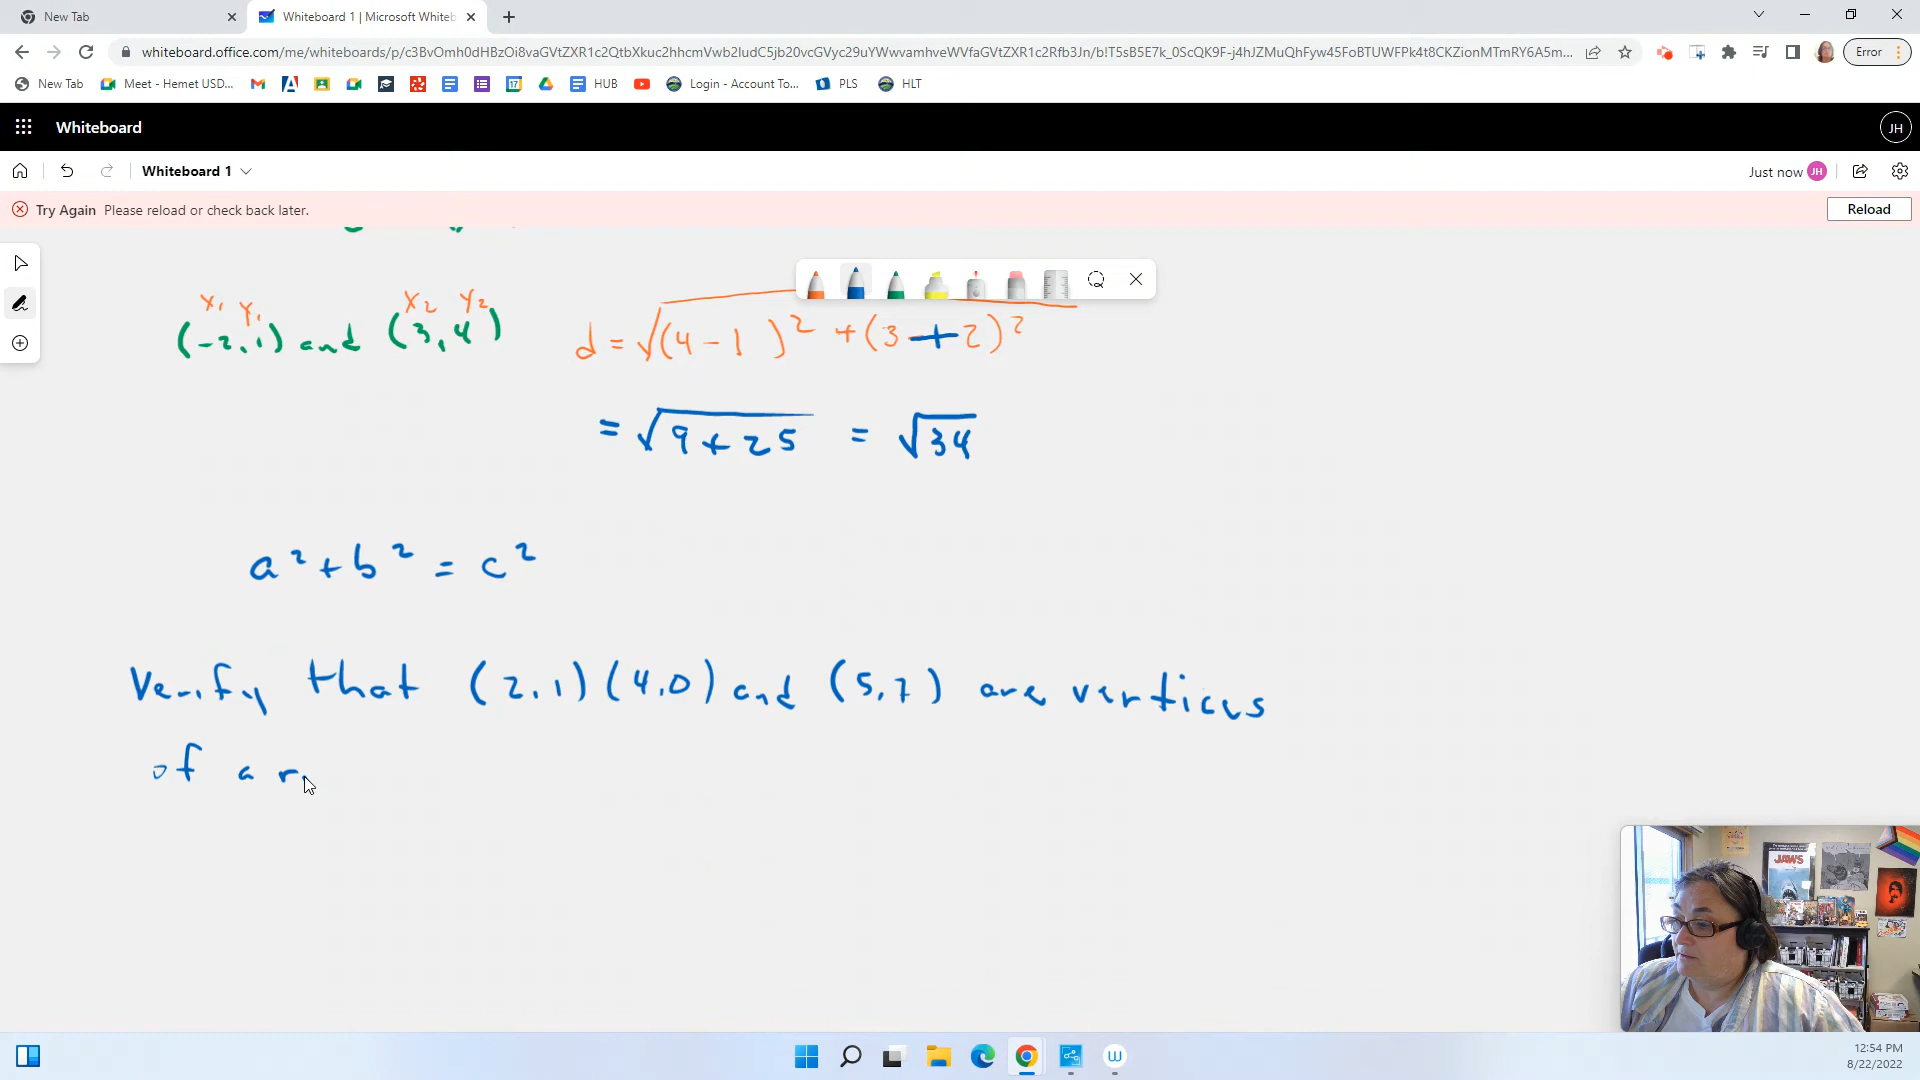 New Tab
Whiteboard 1 | Microsoft Whiteb
whiteboard.office.com/me/whiteboards/p/c3BvOmh0dHBzOi8vaGVtZXR1c2QtbXkuc2hhcmVwb2ludC5jb20vcGVyc29uYWwvamhveWVfaGVtZXR1c2Rfb3Jn/b!T5sB5E7k_0ScQK9F-j4hJZMuQhFyw45FoBTUWFPk4t8CKZionMTmRY6A5m...
Error
New Tab
Meet - Hemet USD...
HUB
Login - Account To...
PLS
HLT
Whiteboard
JH
Whiteboard 1
Just now JH
Try Again Please reload or check back later.
Reload
x₁ y₁ x₂ y₂
(-2,1) and (3,4)
d = √(4-1)² + (3+2)²
= √9+25 = √34
a² + b² = c²
Verify that (2,1)(4,0) and (5,7) are vertices
of a r
JAWS
12:54 PM
8/22/2022